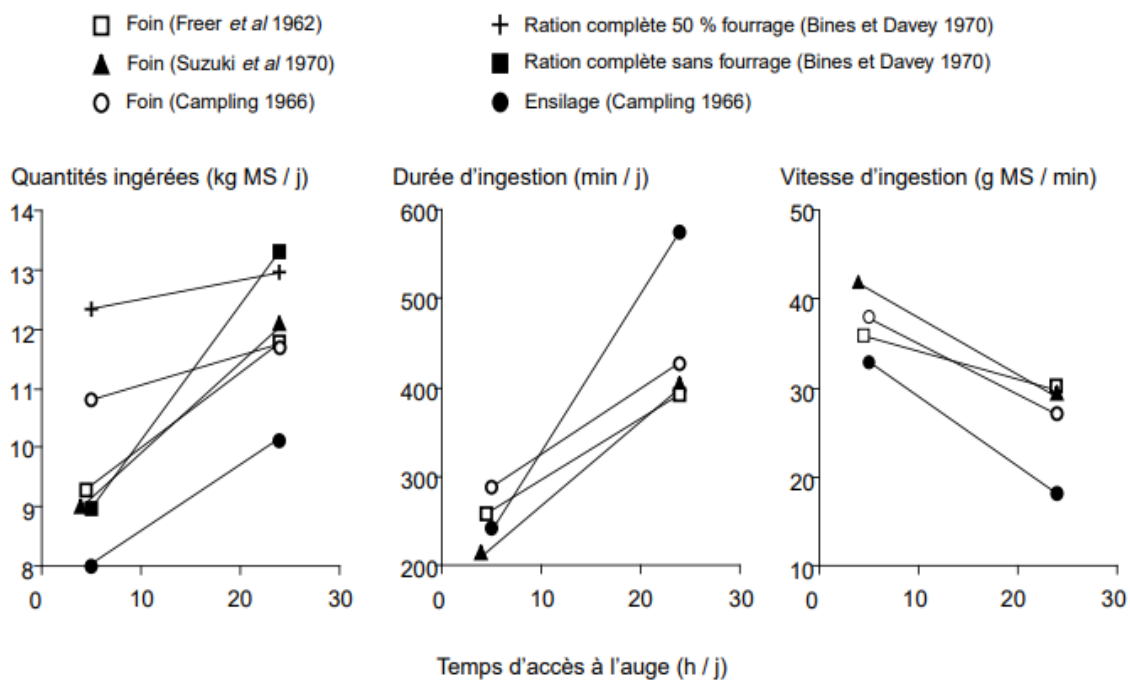 Foin (Freer et al 1962)
Foin (Suzuki et al 1970)
Foin (Campling 1966)
Ration complète 50 % fourrage (Bines et Davey 1970)
Ration complète sans fourrage (Bines et Davey 1970)
Ensilage (Campling 1966)
Quantités ingérées (kg MS / j)
14
13
12
11
10
9
8
0
10
20
30
Durée d'ingestion (min / j)
600
500
400
300
200
0
10
20
30
Vitesse d'ingestion (g MS / min)
50
40
30
20
10
0
10
20
30
Temps d'accès à l'auge (h / j)